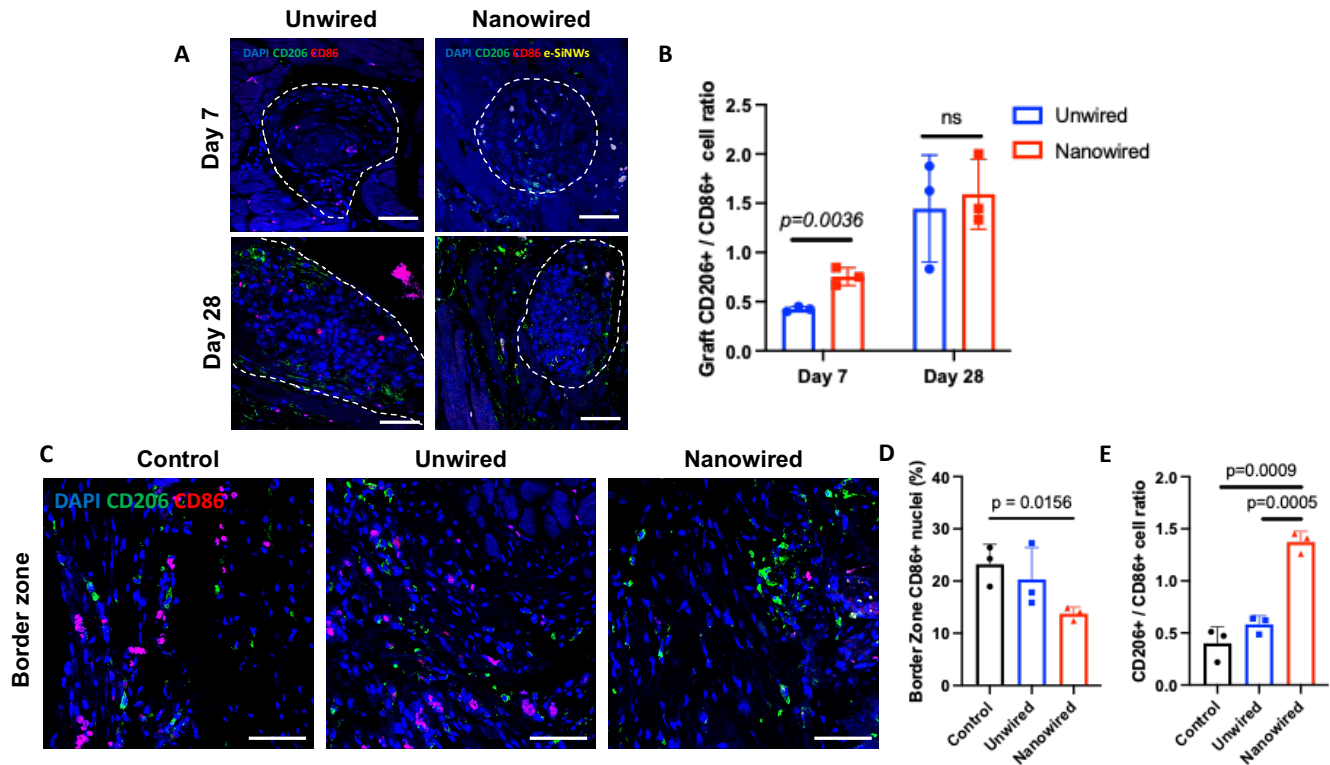 Unwired
Nanowired
A
DAPI CD206 CD86
DAPI CD206 CD86 e-SiNWs
Day 7
Day 28
B
Graft CD206+ / CD86+ cell ratio
2.5
2.0
1.5
1.0
0.5
0.0
p=0.0036
ns
Day 7
Day 28
Unwired
Nanowired
C
Control
Unwired
Nanowired
DAPI CD206 CD86
Border zone
D
Border Zone CD86+ nuclei (%)
40
30
20
10
0
p = 0.0156
Control
Unwired
Nanowired
E
CD206+ / CD86+ cell ratio
2.0
1.5
1.0
0.5
0.0
p=0.0009
p=0.0005
Control
Unwired
Nanowired